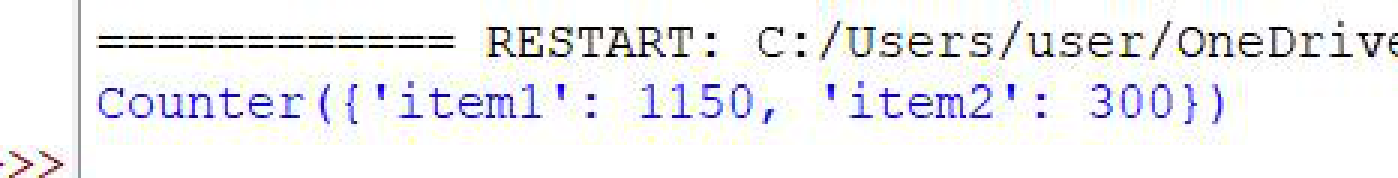 ============ RESTART: C:/Users/user/OneDrive
Counter({'item1': 1150, 'item2': 300})
>>>